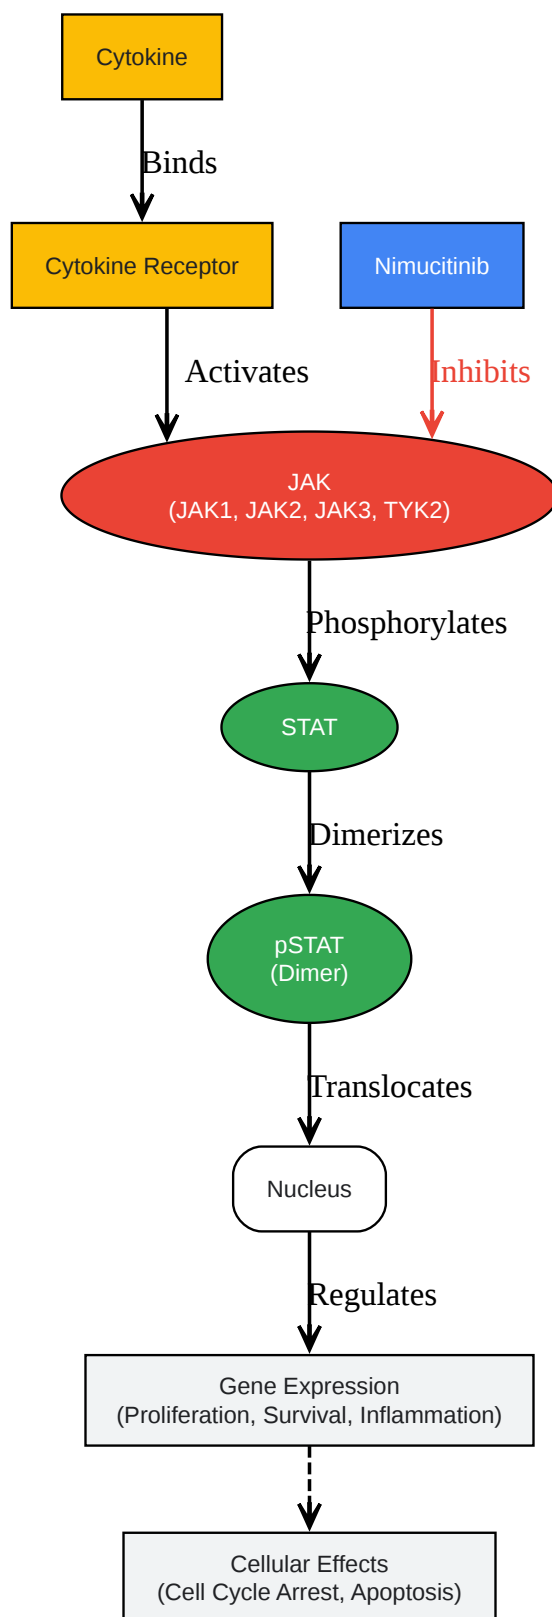 Cytokine
Binds
Cytokine Receptor
Nimucitinib
Activates
Inhibits
JAK
(JAK1, JAK2, JAK3, TYK2)
Phosphorylates
STAT
Dimerizes
pSTAT
(Dimer)
Translocates
Nucleus
Regulates
Gene Expression
(Proliferation, Survival, Inflammation)
Cellular Effects
(Cell Cycle Arrest, Apoptosis)